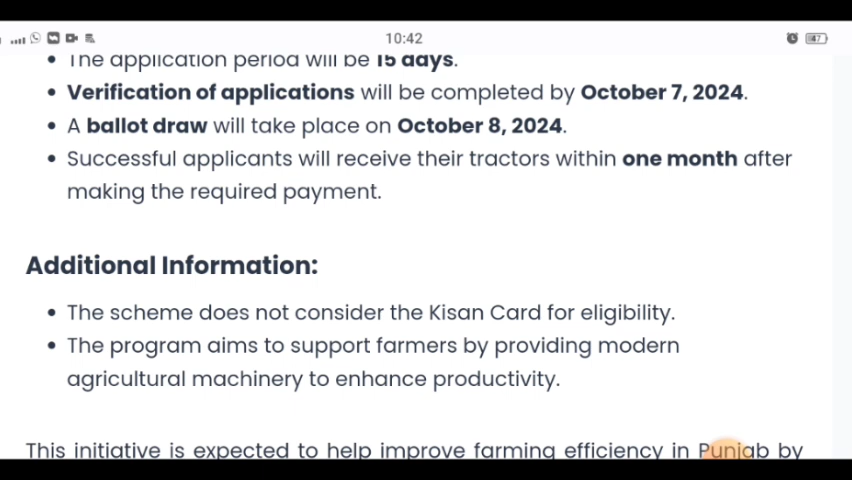 10:42
47
The application period will be 15 days.
Verification of applications will be completed by October 7, 2024.
A ballot draw will take place on October 8, 2024.
Successful applicants will receive their tractors within one month after
making the required payment.
Additional Information:
The scheme does not consider the Kisan Card for eligibility.
The program aims to support farmers by providing modern
agricultural machinery to enhance productivity.
This initiative is expected to help improve farming efficiency in Punjab by